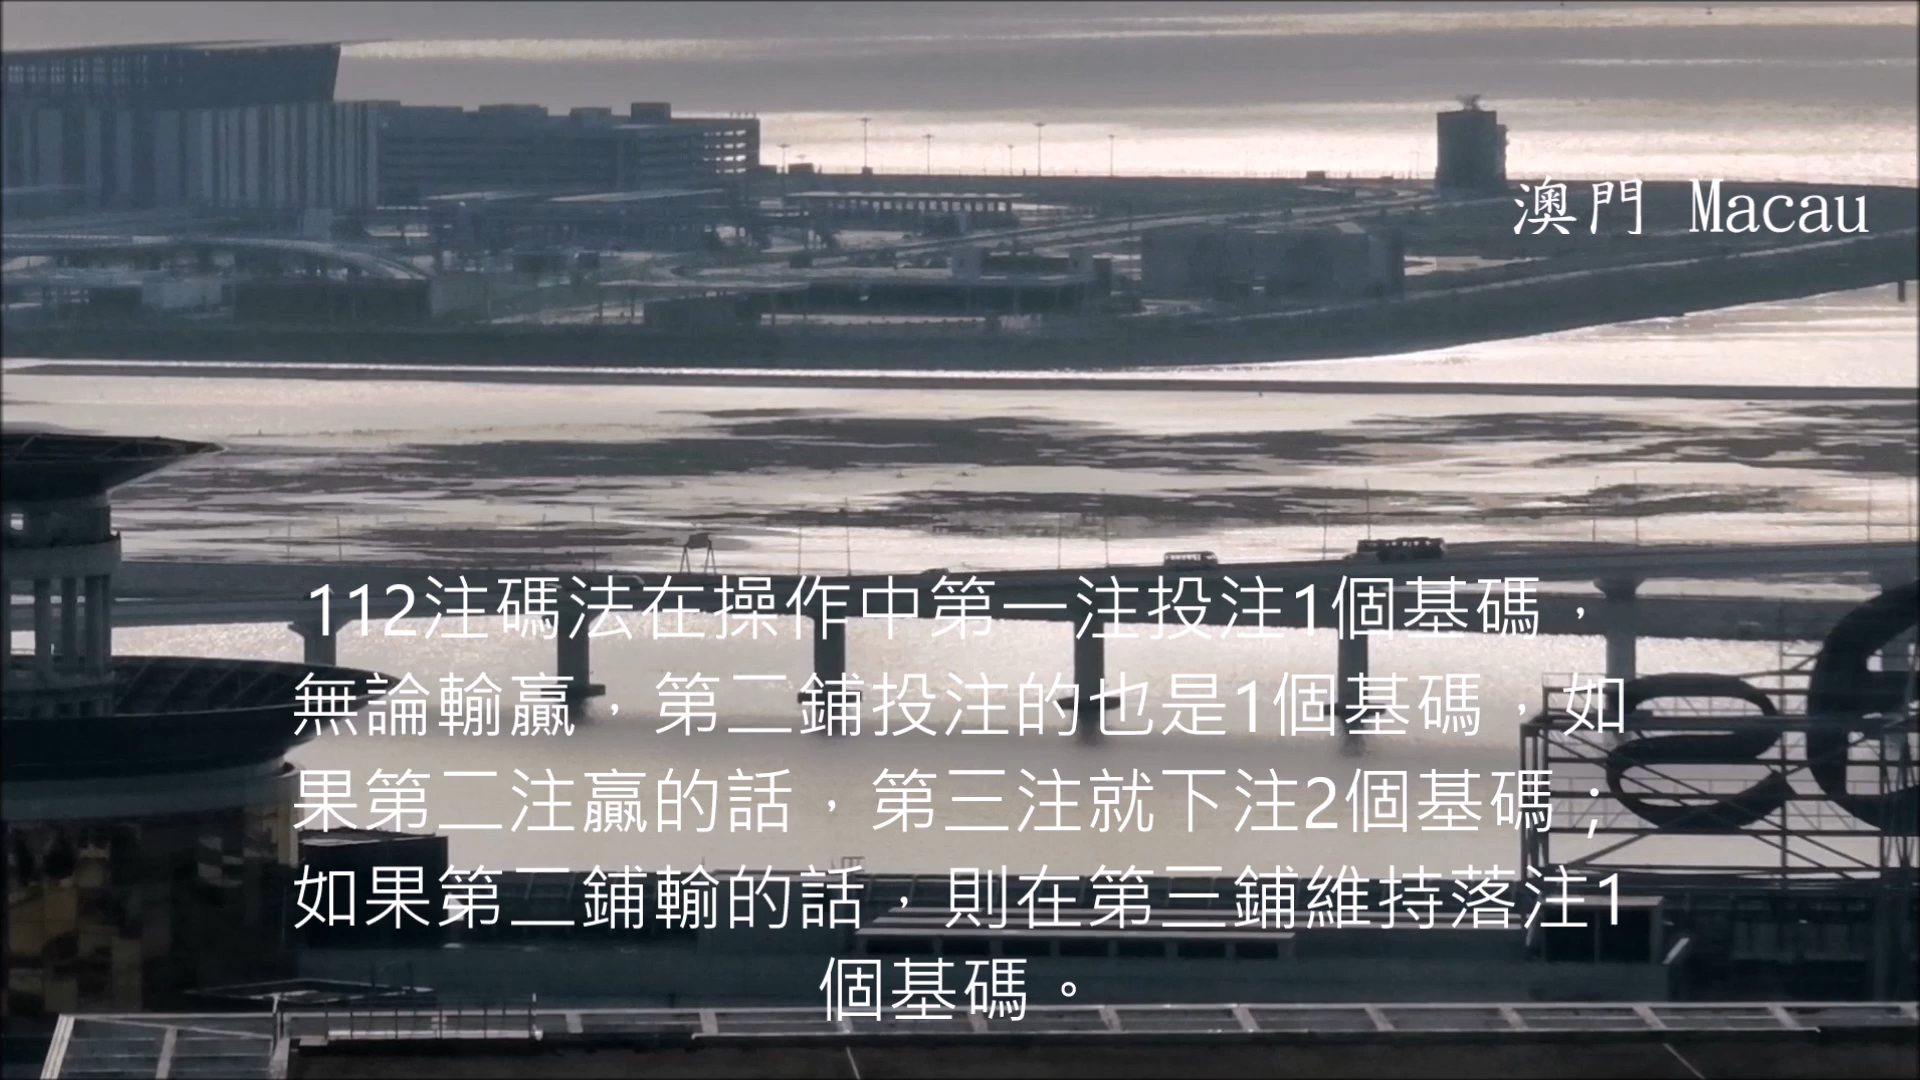 澳門 Macau
112注碼法在操作中第一注投注1個基碼，
無論輸贏，第二鋪投注的也是1個基碼，如
果第二注贏的話，第三注就下注2個基碼；
如果第二鋪輸的話，則在第三鋪維持落注1
個基碼。